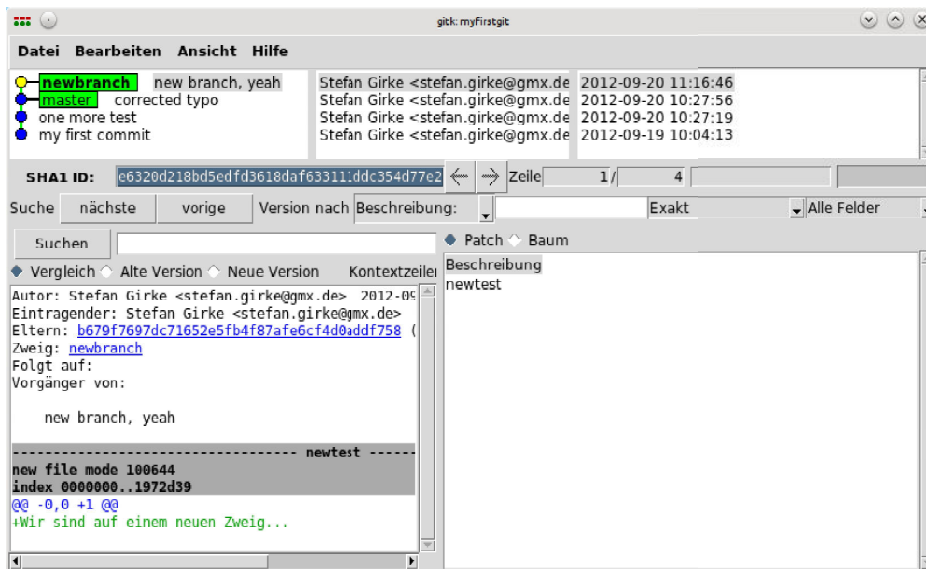 gitk: myfirstgit
Datei Bearbeiten Ansicht Hilfe
newbranch new branch, yeah Stefan Girke <stefan.girke@gmx.de 2012-09-20 11:16:46
master corrected typo Stefan Girke <stefan.girke@gmx.de 2012-09-20 10:27:56
one more test Stefan Girke <stefan.girke@gmx.de 2012-09-20 10:27:19
my first commit Stefan Girke <stefan.girke@gmx.de 2012-09-19 10:04:13
SHA1 ID: e6320d218bd5edfd3618daf63311ddc354d77e2 Zeile 1 / 4
Suche nächste vorige Version nach Beschreibung: Exakt Alle Felder
Suchen
Patch Baum
Vergleich Alte Version Neue Version Kontextzeilen
Beschreibung
newtest
Autor: Stefan Girke <stefan.girke@gmx.de> 2012-09
Eintragender: Stefan Girke <stefan.girke@gmx.de>
Eltern: b679f7697dc71652e5fb4f87afe6cf4d0addf758 (
Zweig: newbranch
Folgt auf:
Vorgänger von:
new branch, yeah
---------------------------------- newtest ------
new file mode 100644
index 0000000..1972d39
@@ -0,0 +1 @@
+Wir sind auf einem neuen Zweig...